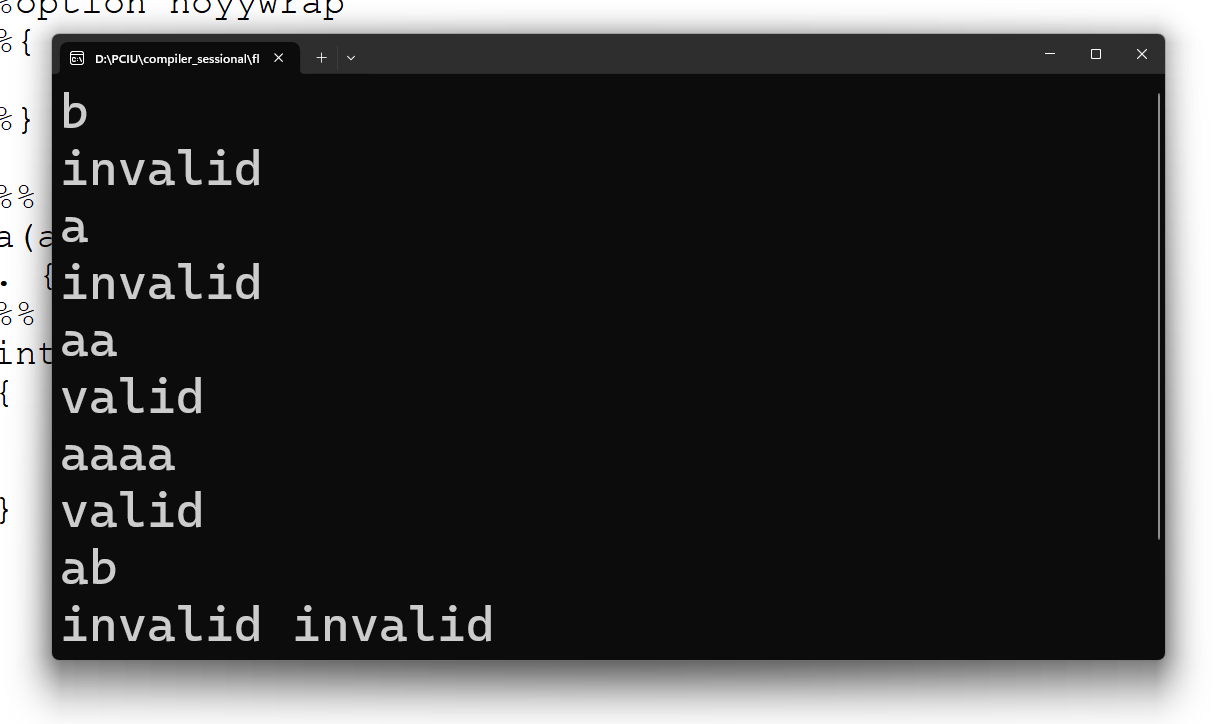 %option noyywrap
%{
D:\PCIU\compiler_sessional\fl
%}
%%
a(a
. {
%%
int
{
}
b
invalid
a
invalid
aa
valid
aaaa
valid
ab
invalid invalid